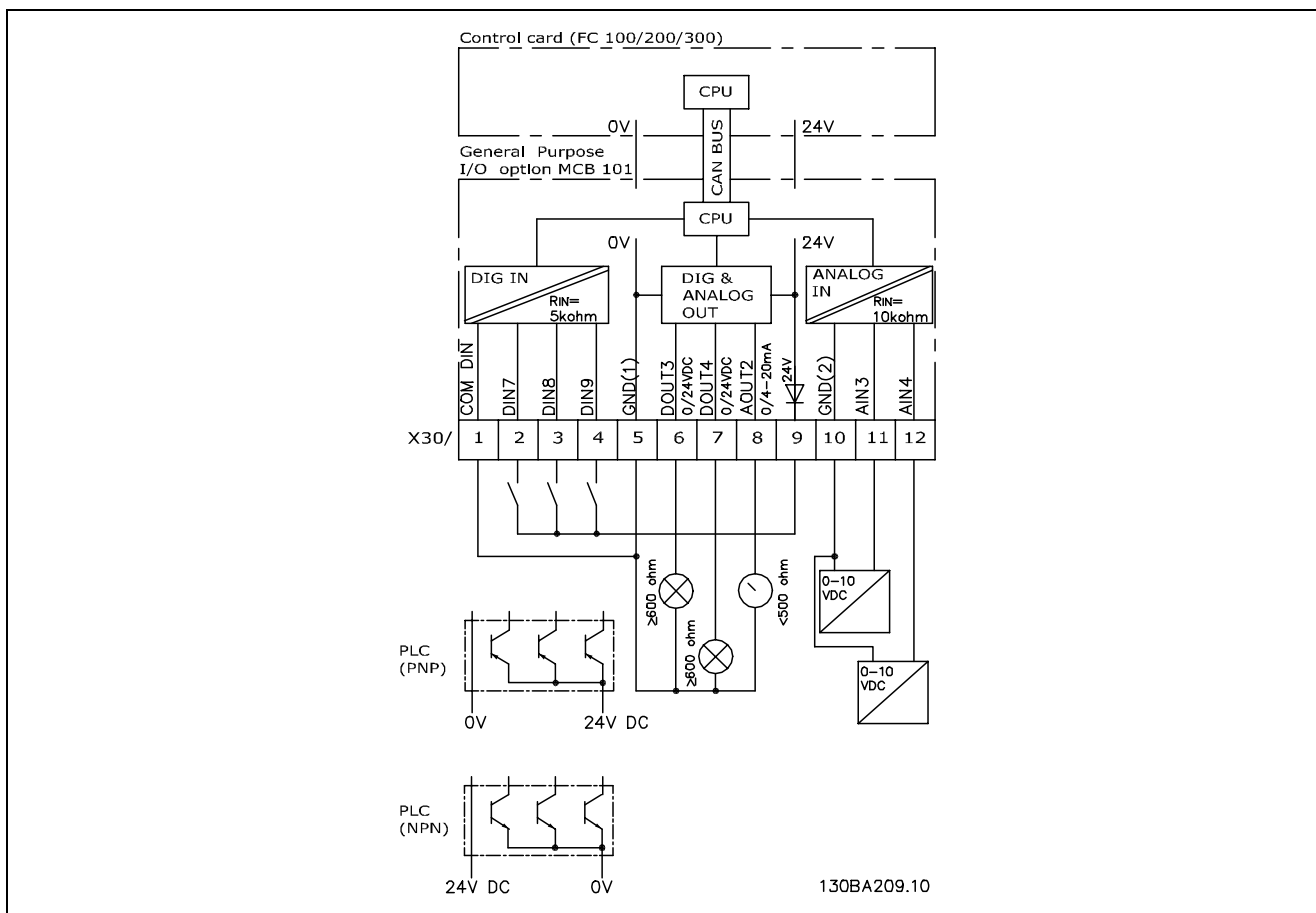 Control card (FC 100/200/300)
CPU
0V
24V
CAN BUS
General Purpose
I/O option MCB 101
CPU
0V
24V
DIG IN
RIN=
5kohm
DIG &
ANALOG
OUT
ANALOG
IN
RIN=
10kohm
COM DIN
DIN7
DIN8
DIN9
GND(1)
DOUT3
0/24VDC
DOUT4
0/24VDC
AOUT2
0/4-20mA
24V
GND(2)
AIN3
AIN4
X30/ 1 2 3 4 5 6 7 8 9 10 11 12
≥600 ohm
≥600 ohm
<500 ohm
0-10
VDC
0-10
VDC
PLC
(PNP)
0V
24V DC
PLC
(NPN)
24V DC
0V
130BA209.10